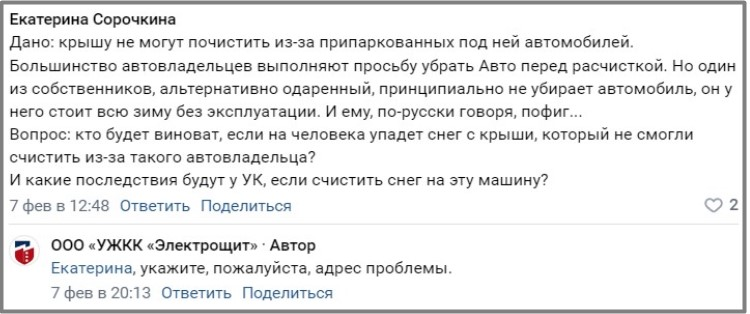 Екатерина Сорочкина
Дано: крышу не могут почистить из-за припаркованных под ней автомобилей.
Большинство автовладельцев выполняют просьбу убрать Авто перед расчисткой. Но один
из собственников, альтернативно одаренный, принципиально не убирает автомобиль, он у
него стоит всю зиму без эксплуатации. И ему, по-русски говоря, пофиг...
Вопрос: кто будет виноват, если на человека упадет снег с крыши, который не смогли
счистить из-за такого автовладельца?
И какие последствия будут у УК, если счистить снег на эту машину?
7 фев в 12:48 Ответить Поделиться 2
ООО «УЖКК «Электрощит» · Автор
Екатерина, укажите, пожалуйста, адрес проблемы.
7 фев в 20:13 Ответить Поделиться